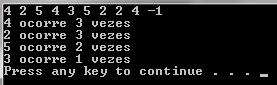 4 2 5 4 3 5 2 2 4 -1
4 ocorre 3 vezes
2 ocorre 3 vezes
5 ocorre 2 vezes
3 ocorre 1 vezes
Press any key to continue . . . _